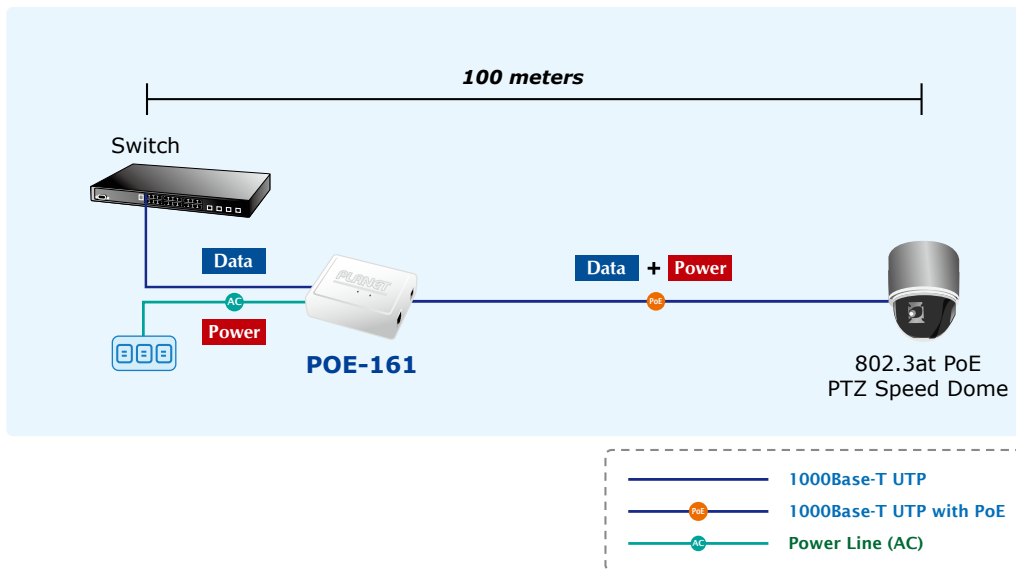 100 meters
Switch
Data
AC
Power
PLANET
POE-161
Data + Power
PoE
802.3at PoE
PTZ Speed Dome
1000Base-T UTP
PoE
1000Base-T UTP with PoE
AC
Power Line (AC)